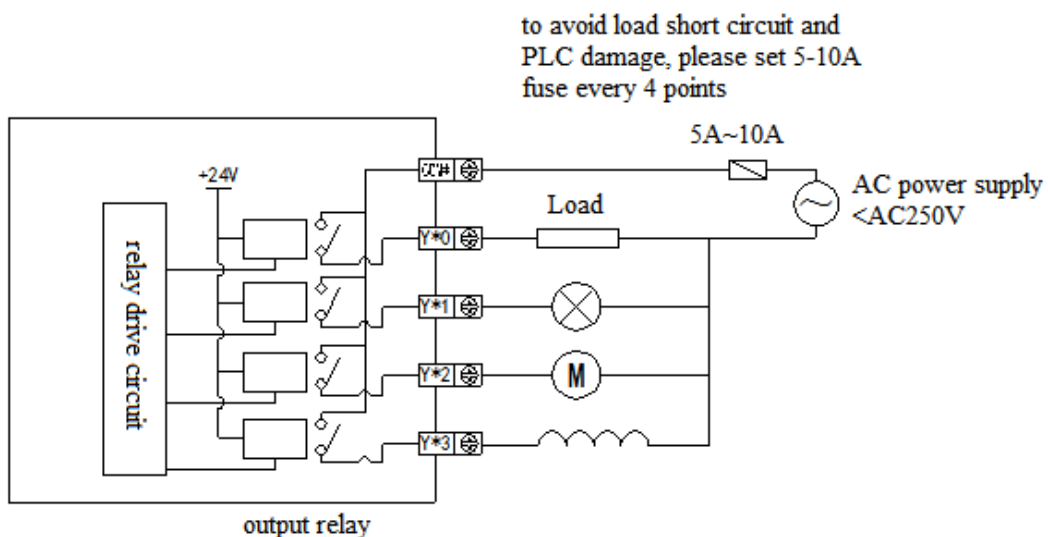 to avoid load short circuit and
PLC damage, please set 5-10A
fuse every 4 points
5A~10A
+24V
AC power supply
<AC250V
Load
Y*0
relay drive circuit
Y*1
Y*2
M
Y*3
output relay